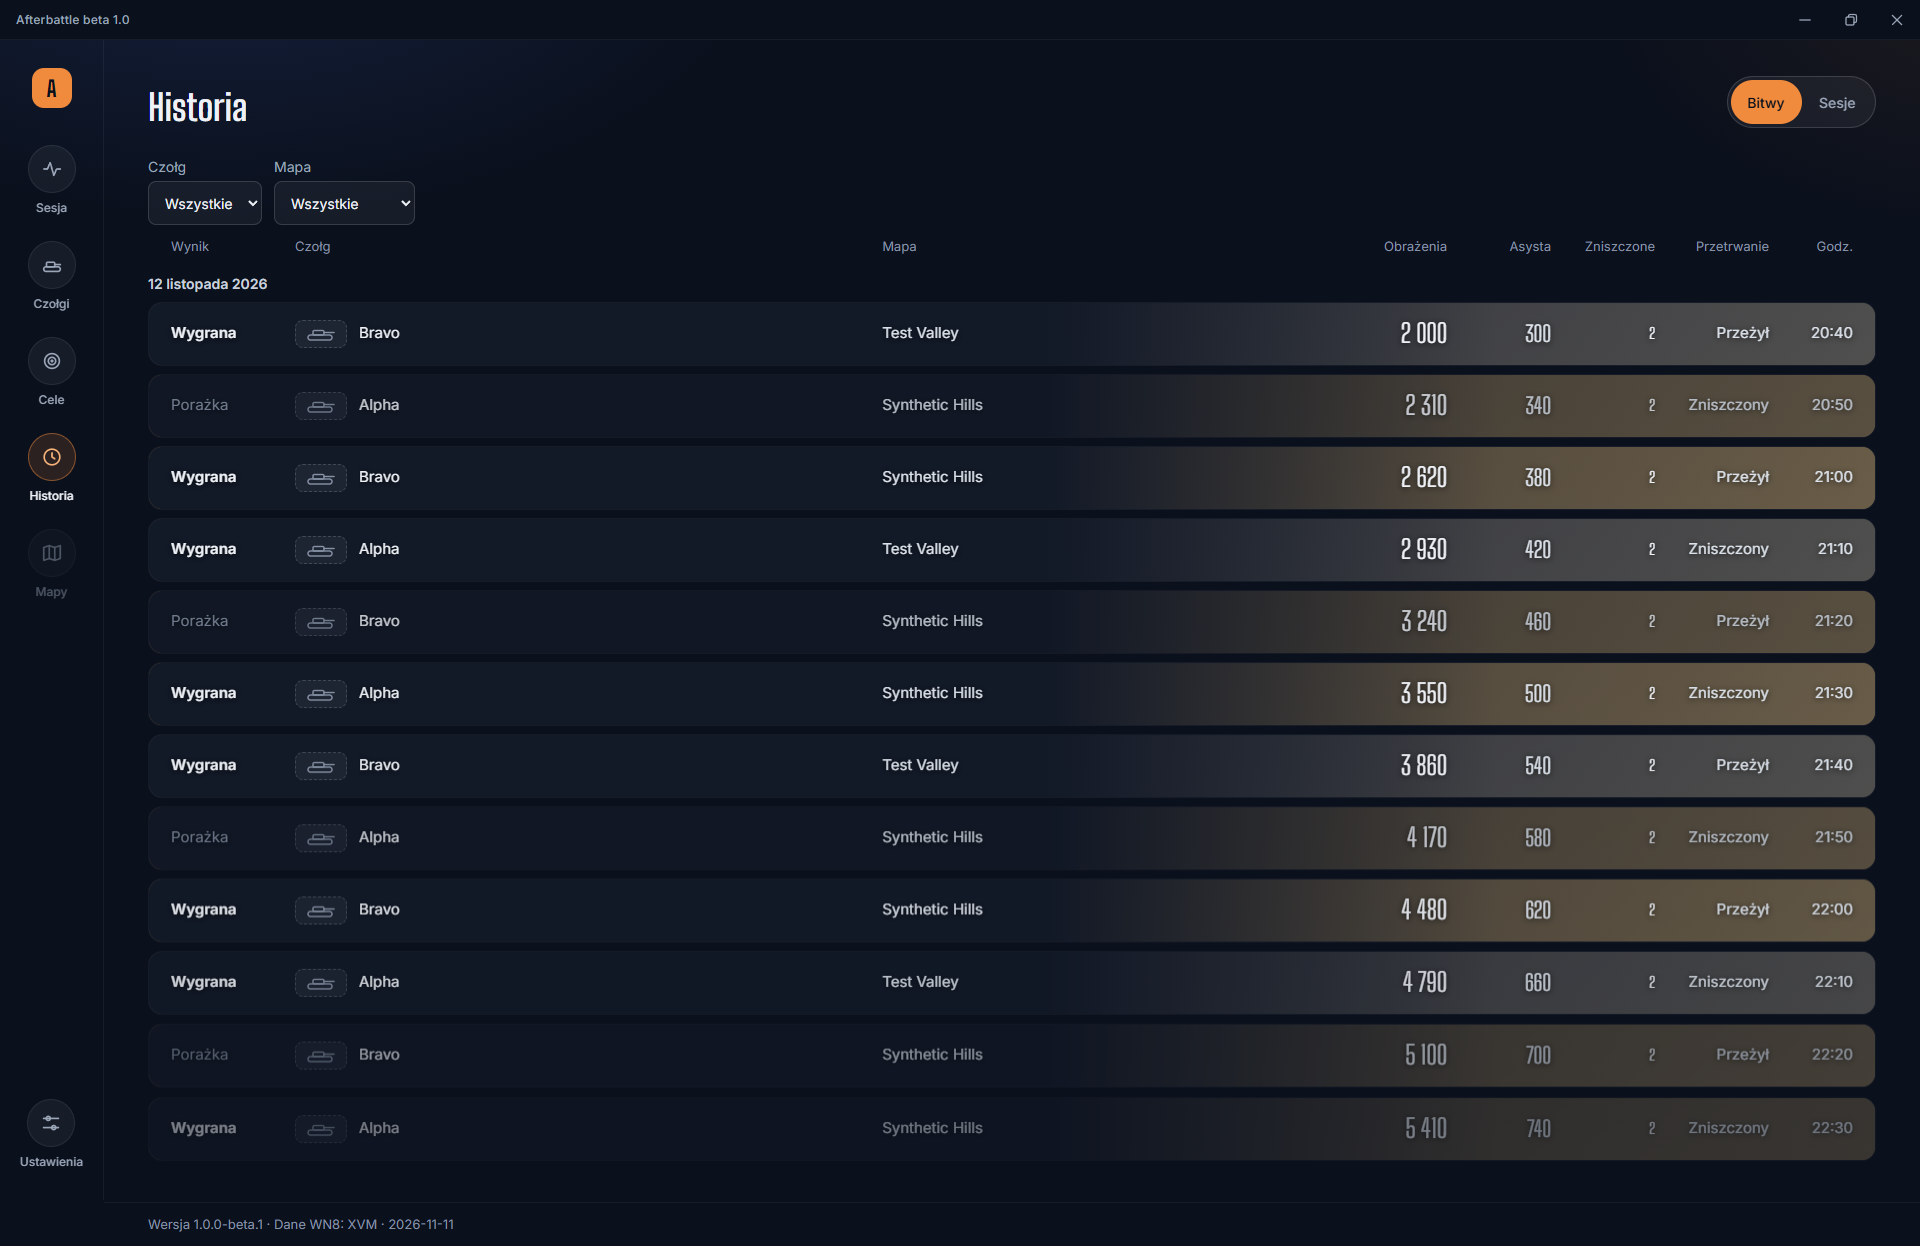 Afterbattle beta 1.0
A
Sesja
Czołgi
Cele
Historia
Mapy
Ustawienia
Historia
Bitwy Sesje
Czołg Mapa
Wszystkie Wszystkie
Wynik Czołg Mapa Obrażenia Asysta Zniszczone Przetrwanie Godz.
12 listopada 2026
Wygrana Bravo Test Valley 2 000 300 2 Przeżył 20:40
Porażka Alpha Synthetic Hills 2 310 340 2 Zniszczony 20:50
Wygrana Bravo Synthetic Hills 2 620 380 2 Przeżył 21:00
Wygrana Alpha Test Valley 2 930 420 2 Zniszczony 21:10
Porażka Bravo Synthetic Hills 3 240 460 2 Przeżył 21:20
Wygrana Alpha Synthetic Hills 3 550 500 2 Zniszczony 21:30
Wygrana Bravo Test Valley 3 860 540 2 Przeżył 21:40
Porażka Alpha Synthetic Hills 4 170 580 2 Zniszczony 21:50
Wygrana Bravo Synthetic Hills 4 480 620 2 Przeżył 22:00
Wygrana Alpha Test Valley 4 790 660 2 Zniszczony 22:10
Porażka Bravo Synthetic Hills 5 100 700 2 Przeżył 22:20
Wygrana Alpha Synthetic Hills 5 410 740 2 Zniszczony 22:30
Wersja 1.0.0-beta.1 · Dane WN8: XVM · 2026-11-11